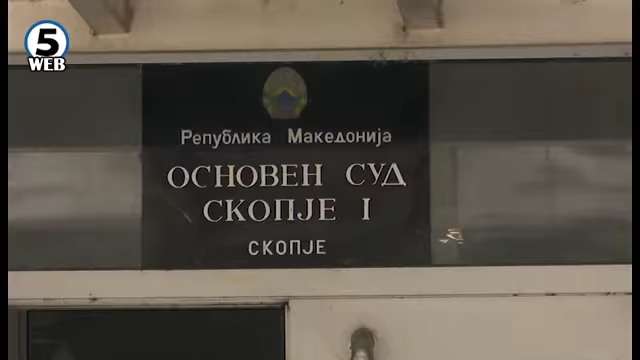 5
WEB
Република Македонија
ОСНОВЕН СУД
СКОПЈЕ I
СКОПЈЕ